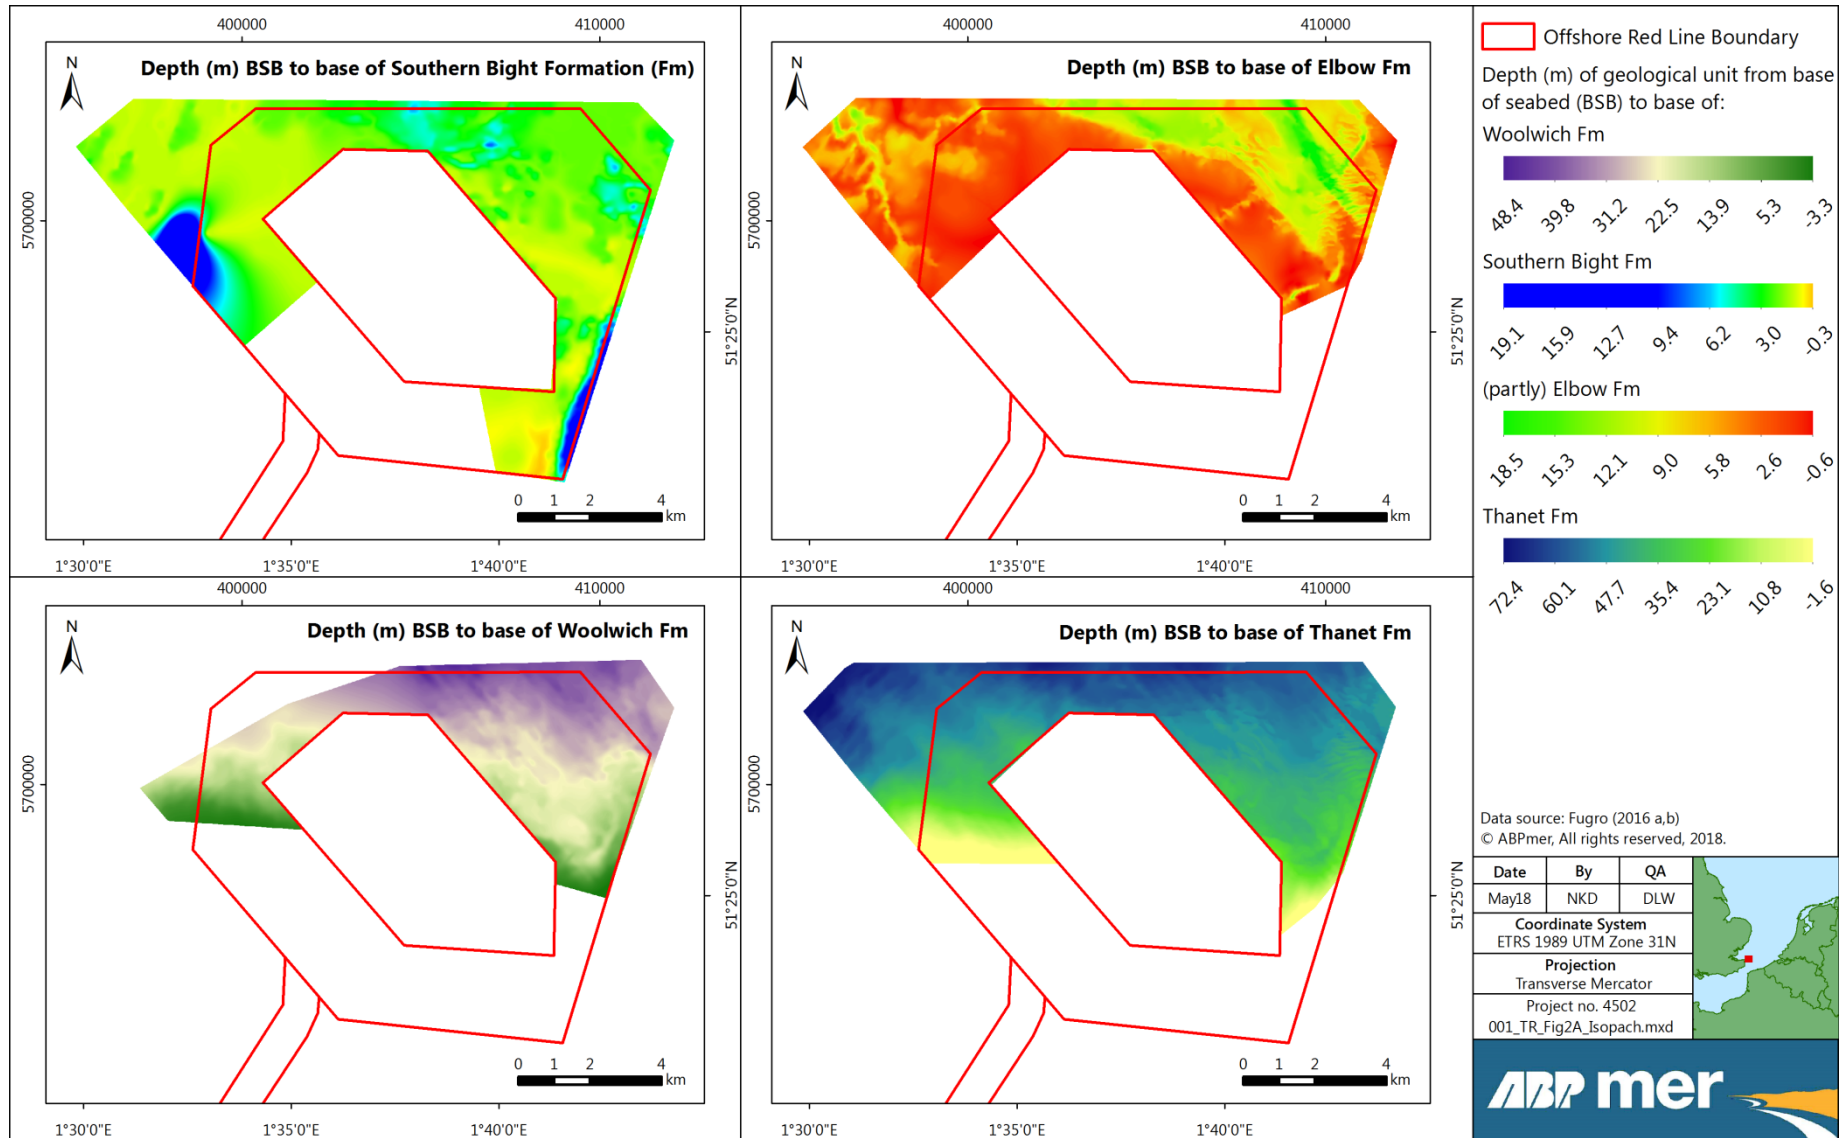 400000
410000
N
Depth (m) BSB to base of Southern Bight Formation (Fm)
5700000
51°25'0"N
0 1 2 4
km
1°30'0"E
1°35'0"E
1°40'0"E
400000
410000
N
Depth (m) BSB to base of Elbow Fm
5700000
51°25'0"N
0 1 2 4
km
1°30'0"E
1°35'0"E
1°40'0"E
400000
410000
N
Depth (m) BSB to base of Woolwich Fm
5700000
51°25'0"N
0 1 2 4
km
1°30'0"E
1°35'0"E
1°40'0"E
400000
410000
N
Depth (m) BSB to base of Thanet Fm
5700000
51°25'0"N
0 1 2 4
km
1°30'0"E
1°35'0"E
1°40'0"E
Offshore Red Line Boundary
Depth (m) of geological unit from base
of seabed (BSB) to base of:
Woolwich Fm
48.4 39.8 31.2 22.5 13.9 5.3 -3.3
Southern Bight Fm
19.1 15.9 12.7 9.4 6.2 3.0 -0.3
(partly) Elbow Fm
18.5 15.3 12.1 9.0 5.8 2.6 -0.6
Thanet Fm
72.4 60.1 47.7 35.4 23.1 10.8 -1.6
Data source: Fugro (2016 a,b)
© ABPmer, All rights reserved, 2018.
Date By QA
May18 NKD DLW
Coordinate System
ETRS 1989 UTM Zone 31N
Projection
Transverse Mercator
Project no. 4502
001_TR_Fig2A_Isopach.mxd
ABP mer